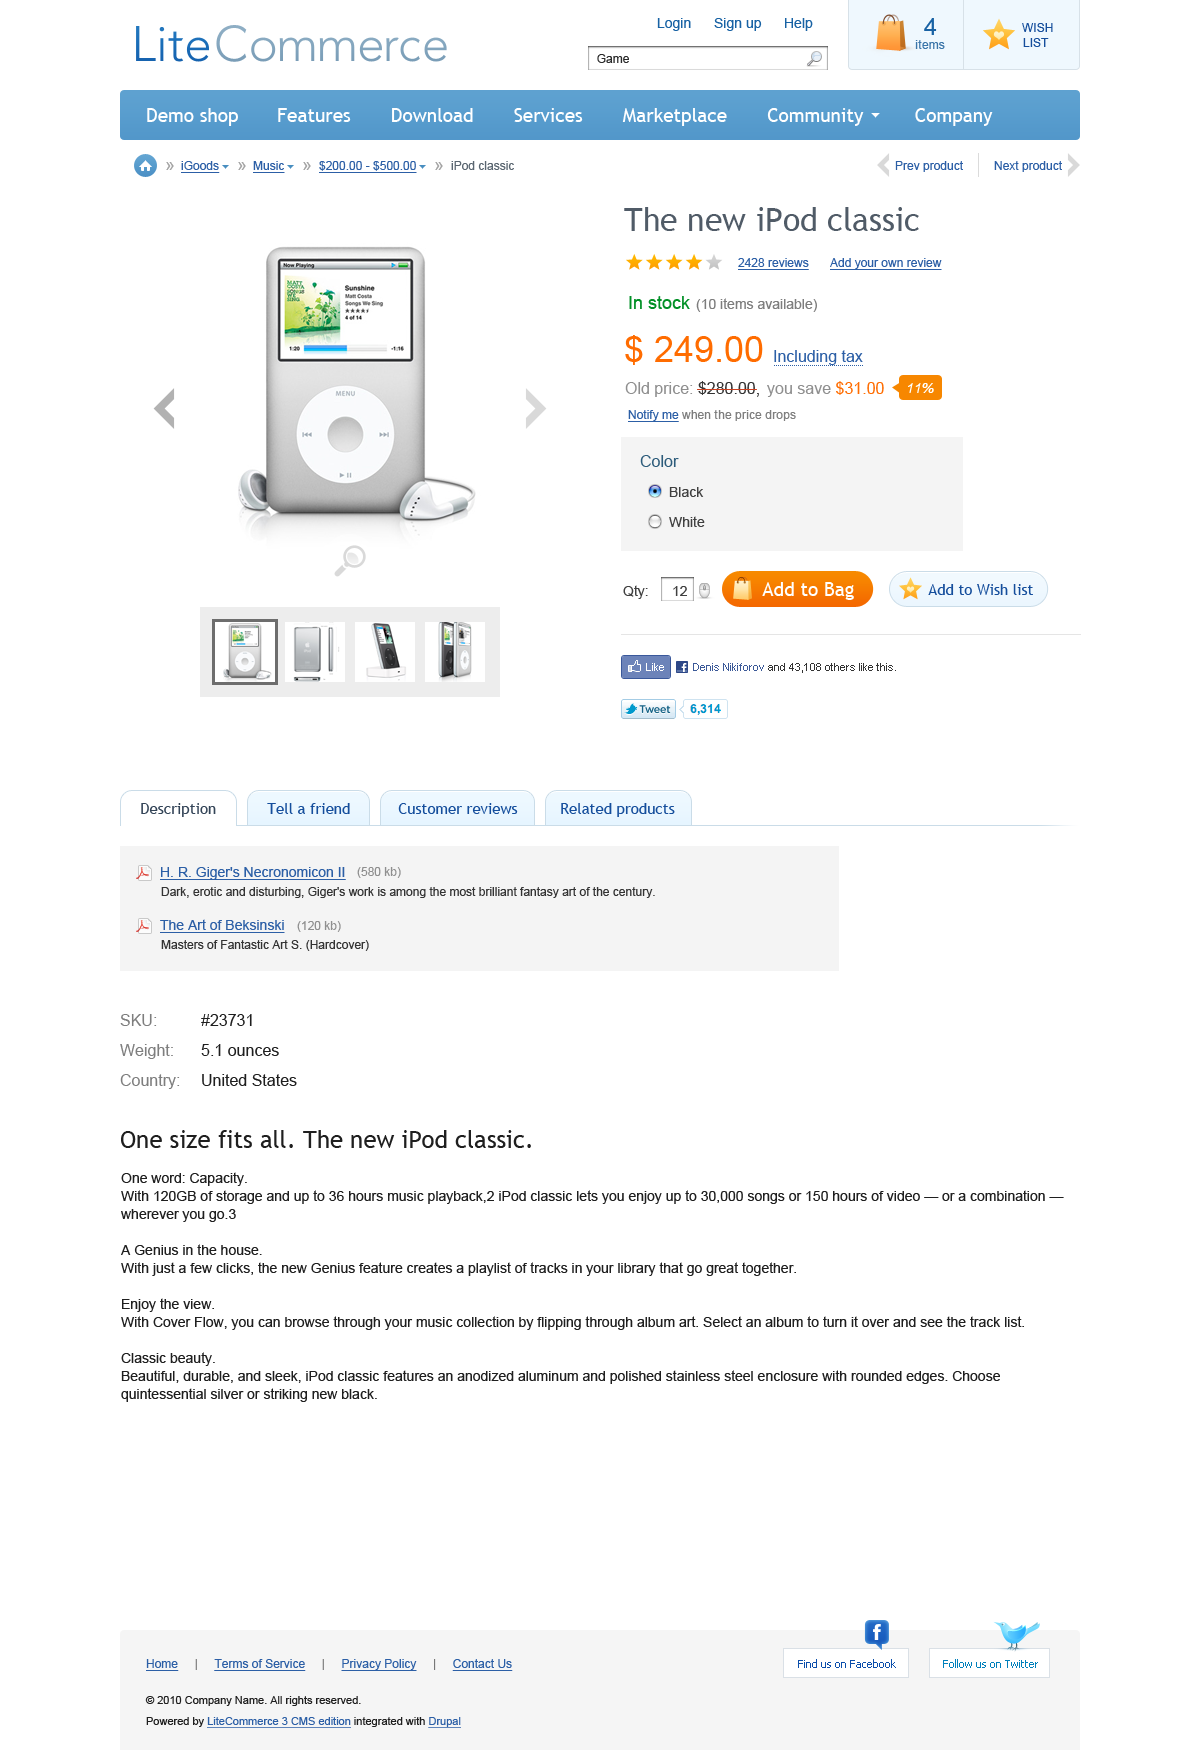 LiteCommerce
Login Sign up Help
Game
4 items
WISH LIST
Demo shop Features Download Services Marketplace Community Company
» iGoods » Music » $200.00 - $500.00 » iPod classic
Prev product Next product
The new iPod classic
2428 reviews Add your own review
In stock (10 items available)
$ 249.00 Including tax
Old price: $280.00, you save $31.00 11%
Notify me when the price drops
Now Playing
MATT COSTA SONGS WE SING
Sunshine
Matt Costa
Songs We Sing
4 of 14
1:20 -1:16
MENU
Color
Black
White
Qty: 12 Add to Bag Add to Wish list
Like Denis Nikiforov and 43,108 others like this.
Tweet 6,314
Description Tell a friend Customer reviews Related products
H. R. Giger's Necronomicon II (580 kb)
Dark, erotic and disturbing, Giger's work is among the most brilliant fantasy art of the century.
The Art of Beksinski (120 kb)
Masters of Fantastic Art S. (Hardcover)
SKU: #23731
Weight: 5.1 ounces
Country: United States
One size fits all. The new iPod classic.
One word: Capacity.
With 120GB of storage and up to 36 hours music playback,2 iPod classic lets you enjoy up to 30,000 songs or 150 hours of video — or a combination —
wherever you go.3
A Genius in the house.
With just a few clicks, the new Genius feature creates a playlist of tracks in your library that go great together.
Enjoy the view.
With Cover Flow, you can browse through your music collection by flipping through album art. Select an album to turn it over and see the track list.
Classic beauty.
Beautiful, durable, and sleek, iPod classic features an anodized aluminum and polished stainless steel enclosure with rounded edges. Choose
quintessential silver or striking new black.
Home | Terms of Service | Privacy Policy | Contact Us
Find us on Facebook Follow us on Twitter
© 2010 Company Name. All rights reserved.
Powered by LiteCommerce 3 CMS edition integrated with Drupal